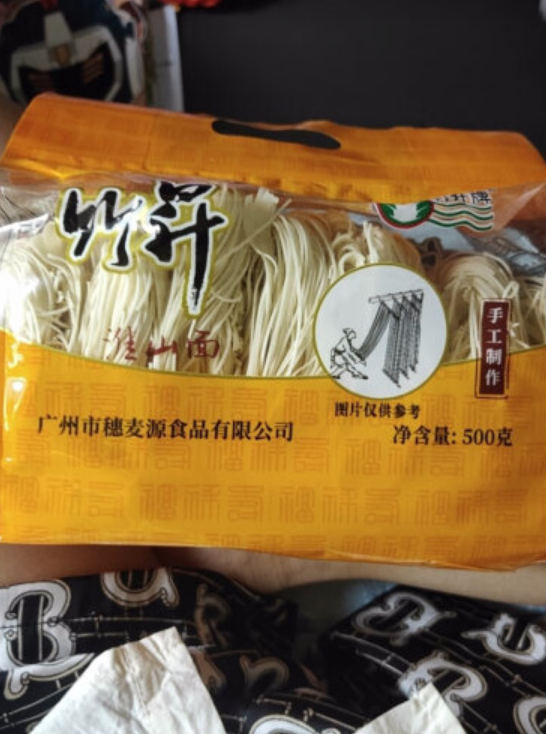 竹昇
淮山面
手工制作
图片仅供参考
广州市穗麦源食品有限公司
净含量: 500克